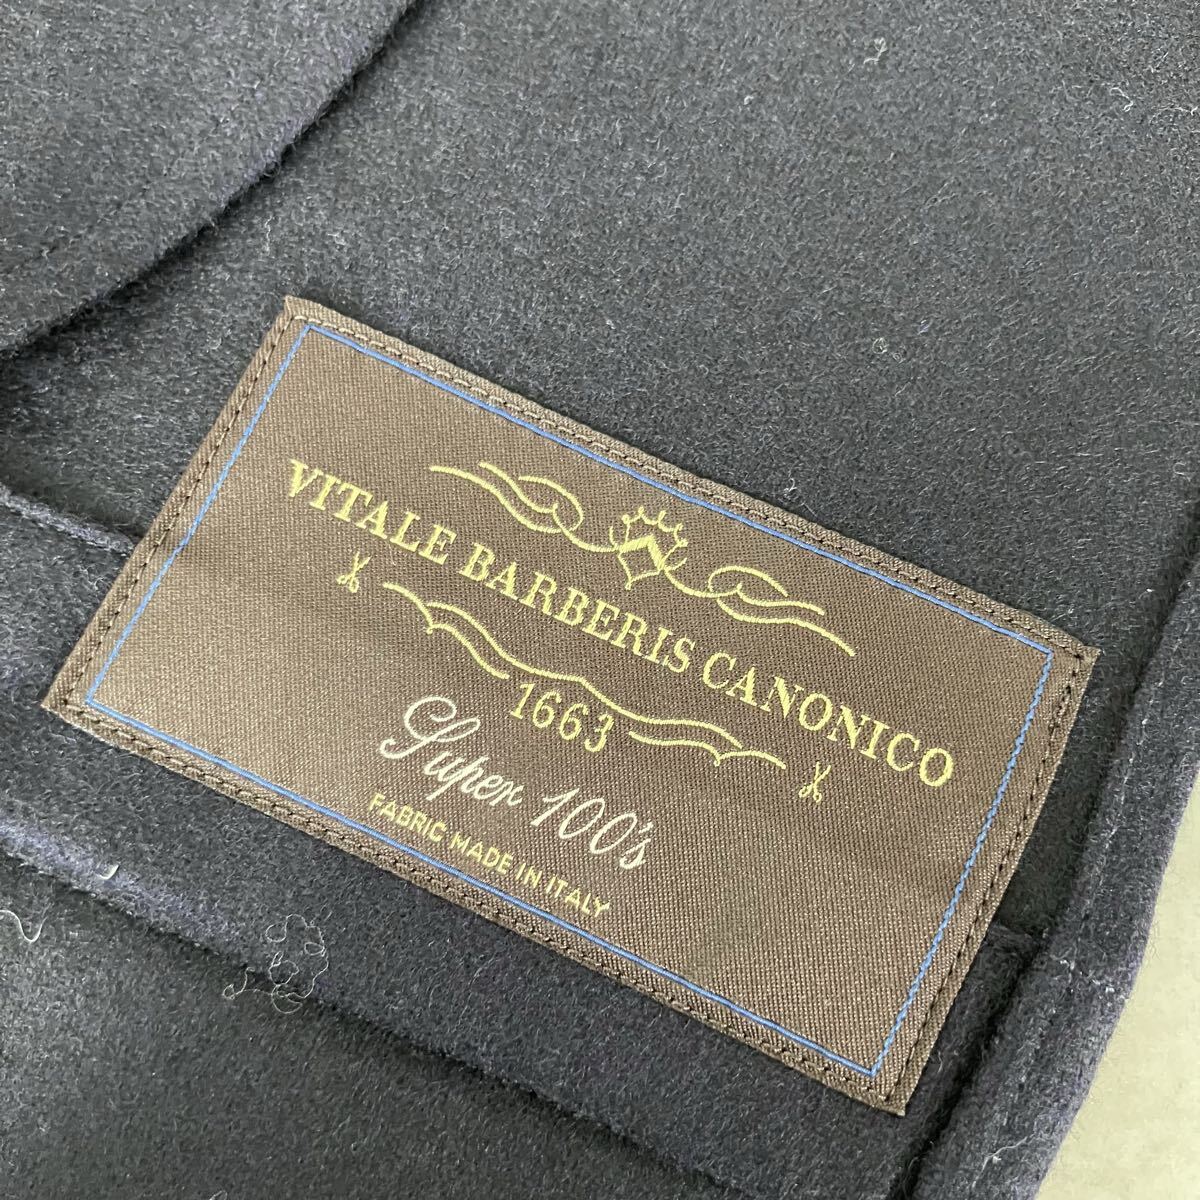 VITALE BARBERIS CANONICO
1663
Super 100's
FABRIC MADE IN ITALY